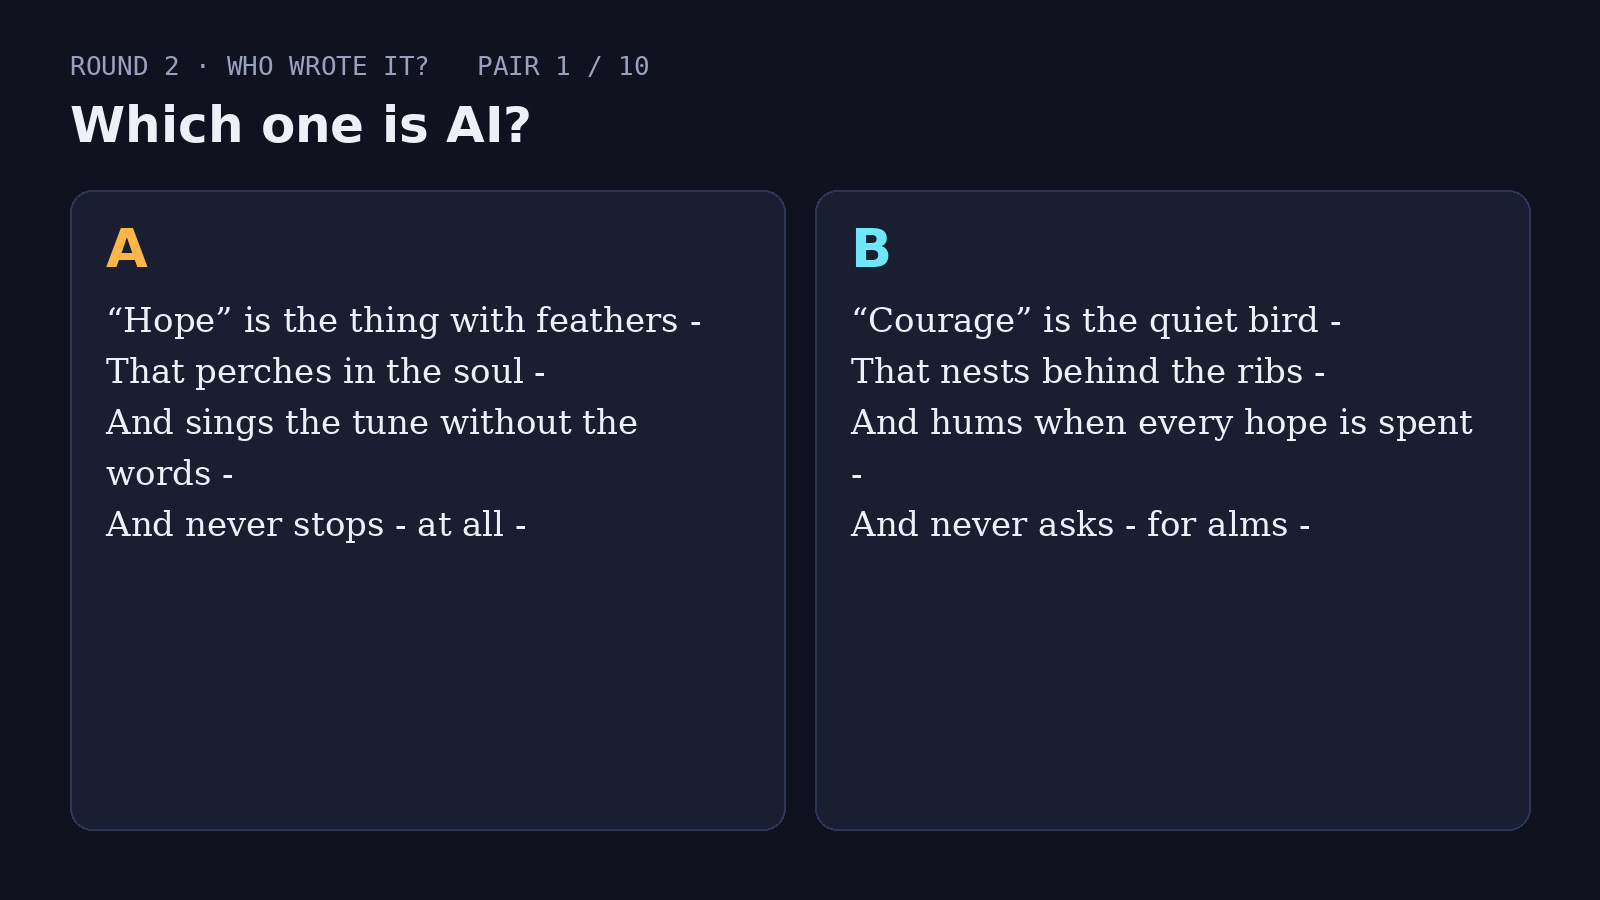 ROUND 2 · WHO WROTE IT?   PAIR 1 / 10
Which one is AI?
A
“Hope” is the thing with feathers -
That perches in the soul -
And sings the tune without the
words -
And never stops - at all -
B
“Courage” is the quiet bird -
That nests behind the ribs -
And hums when every hope is spent
-
And never asks - for alms -